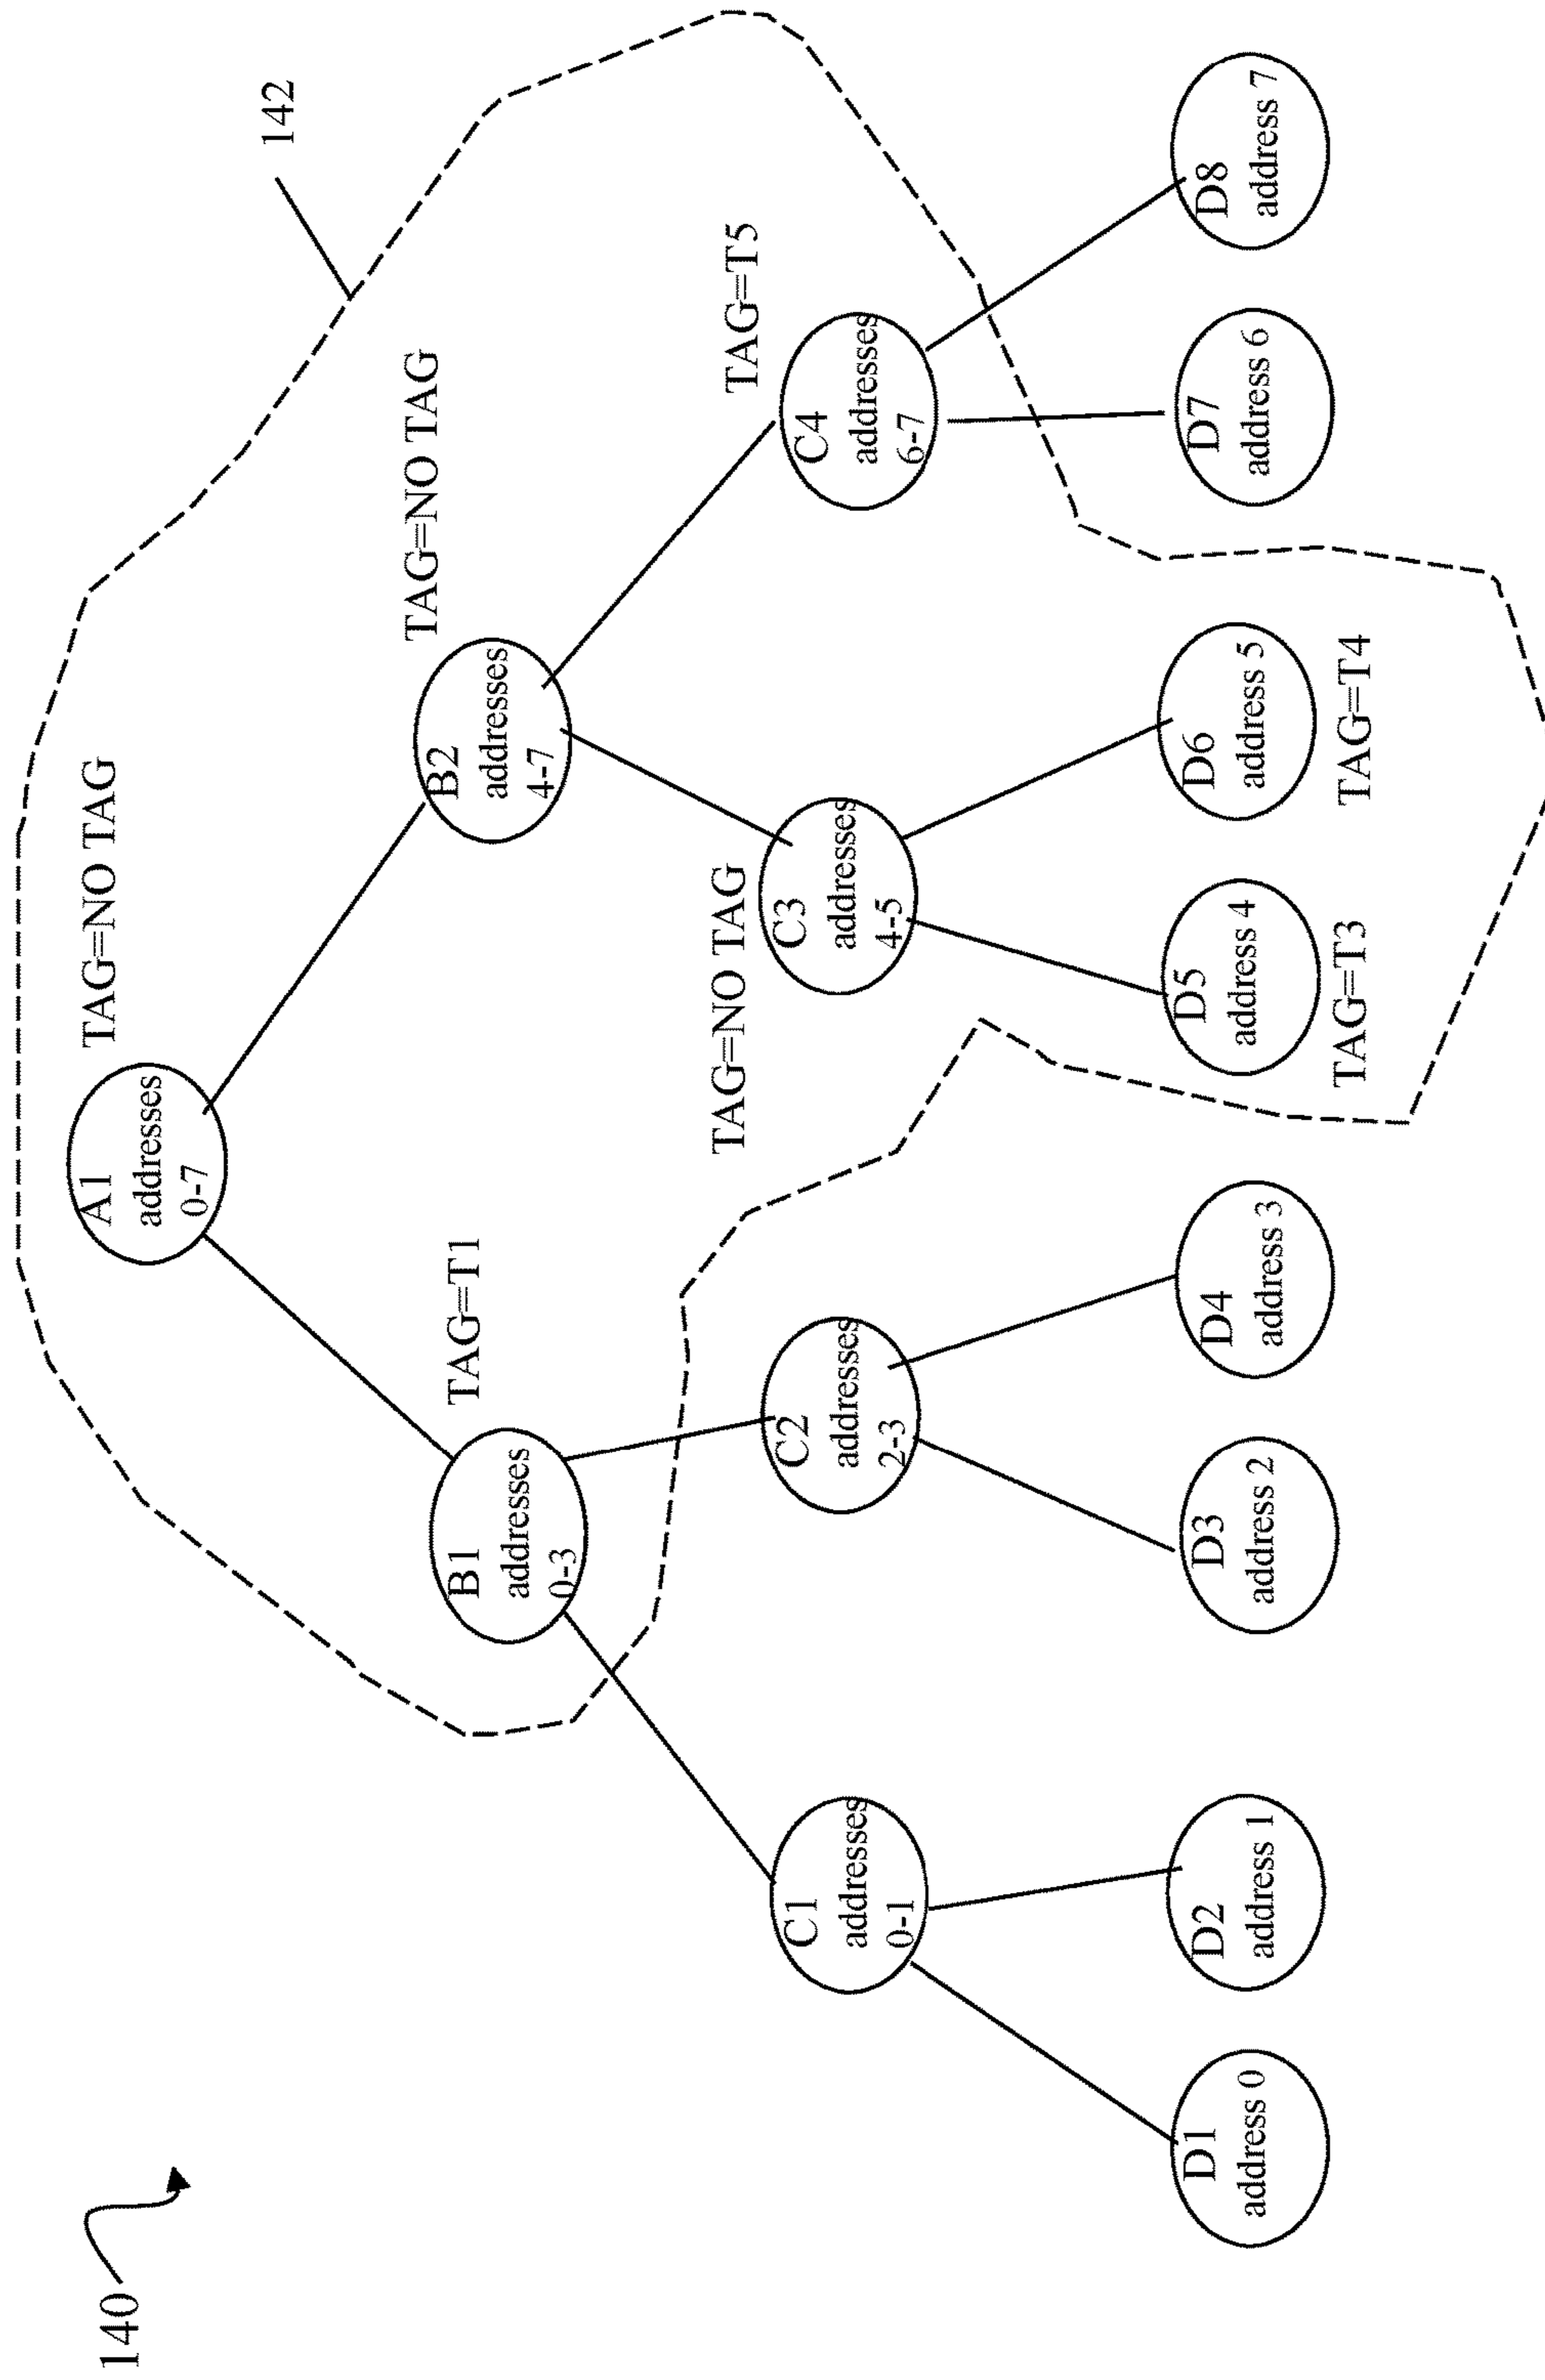 140
142
A1
addresses
0-7
TAG=NO TAG
B1
addresses
0-3
TAG=T1
B2
addresses
4-7
TAG=NO TAG
C1
addresses
0-1
C2
addresses
2-3
TAG=NO TAG
C3
addresses
4-5
C4
addresses
6-7
TAG=T5
D1
address 0
D2
address 1
D3
address 2
D4
address 3
D5
address 4
TAG=T3
D6
address 5
TAG=T4
D7
address 6
D8
address 7